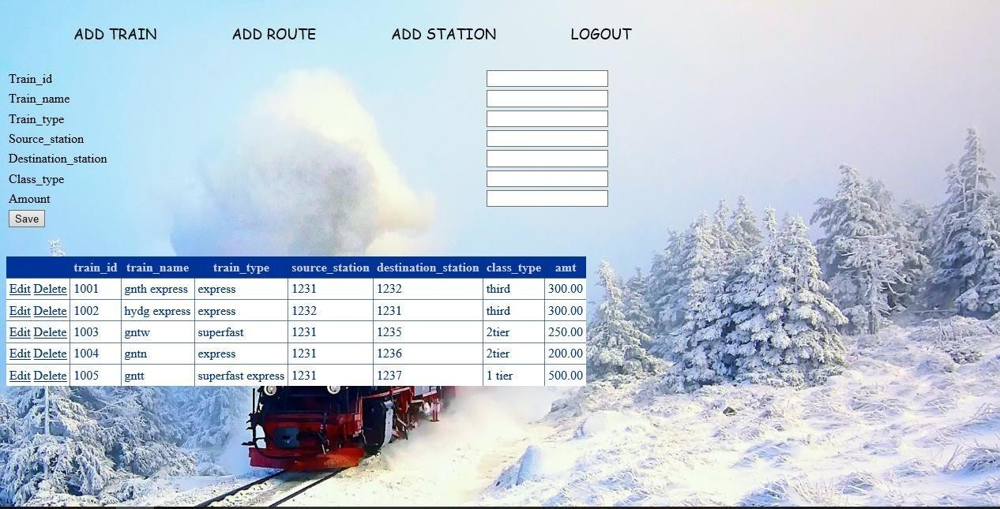 ADD TRAIN ADD ROUTE ADD STATION LOGOUT
Train_id
Train_name
Train_type
Source_station
Destination_station
Class_type
Amount
Save
train_id train_name train_type source_station destination_station class_type amt
Edit Delete 1001 gnth express express 1231 1232 third 300.00
Edit Delete 1002 hydg express express 1232 1231 third 300.00
Edit Delete 1003 gntw superfast 1231 1235 2tier 250.00
Edit Delete 1004 gntn express 1231 1236 2tier 200.00
Edit Delete 1005 gntt superfast express 1231 1237 1 tier 500.00